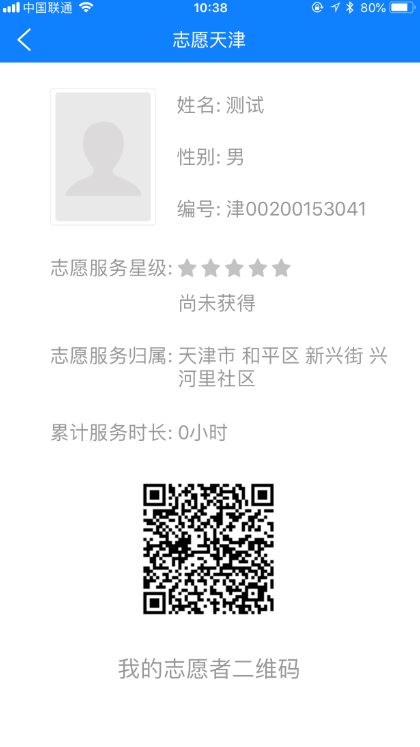 中国联通 10:38 80%
志愿天津
姓名: 测试
性别: 男
编号: 津00200153041
志愿服务星级:
尚未获得
志愿服务归属: 天津市 和平区 新兴街 兴
河里社区
累计服务时长: 0小时
我的志愿者二维码